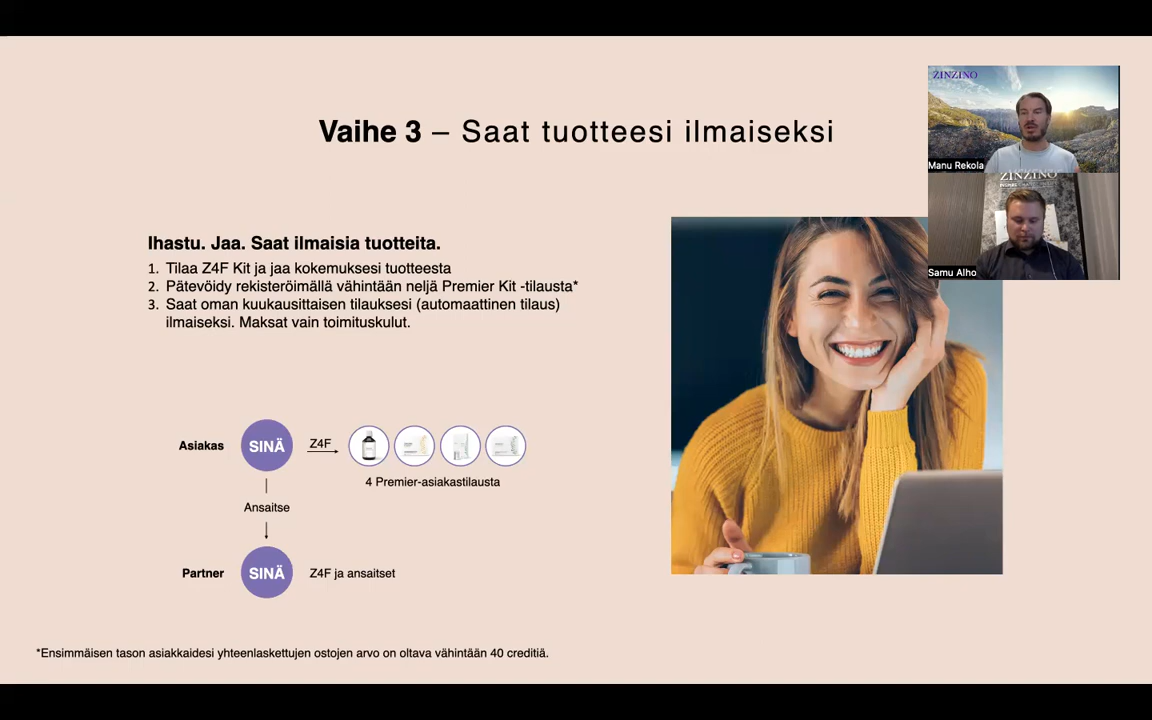 ZINZINO
Vaihe 3 – Saat tuotteesi ilmaiseksi
Manu Rekola
ZINZINO
Samu Alho
Ihastu. Jaa. Saat ilmaisia tuotteita.
1. Tilaa Z4F Kit ja jaa kokemuksesi tuotteesta
2. Pätevöidy rekisteröimällä vähintään neljä Premier Kit -tilausta*
3. Saat oman kuukausittaisen tilauksesi (automaattinen tilaus)
ilmaiseksi. Maksat vain toimituskulut.
Asiakas
SINÄ
Z4F
4 Premier-asiakastilausta
Ansaitse
Partner
SINÄ
Z4F ja ansaitset
*Ensimmäisen tason asiakkaidesi yhteenlaskettujen ostojen arvo on oltava vähintään 40 creditiä.